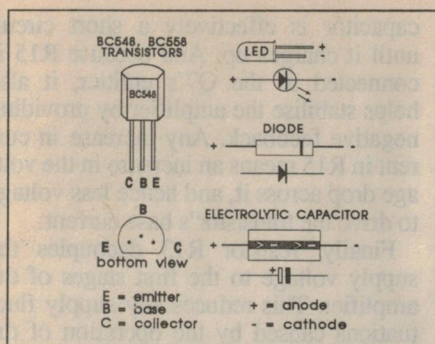 BC548, BC558
TRANSISTORS
BC548
C B E
B
E C
bottom view
E = emitter
B = base
C = collector
LED
+
+ -
DIODE
+ -
ELECTROLYTIC CAPACITOR
+ -
+
+ = anode
- = cathode